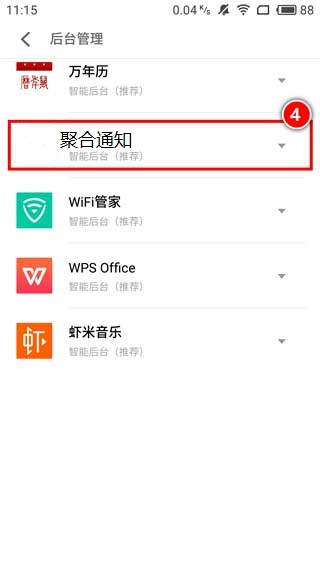 11:15
0.04 K/s
88
后台管理
万年历
智能后台（推荐）
4
聚合通知
智能后台（推荐）
WiFi管家
智能后台（推荐）
WPS Office
智能后台（推荐）
虾米音乐
智能后台（推荐）